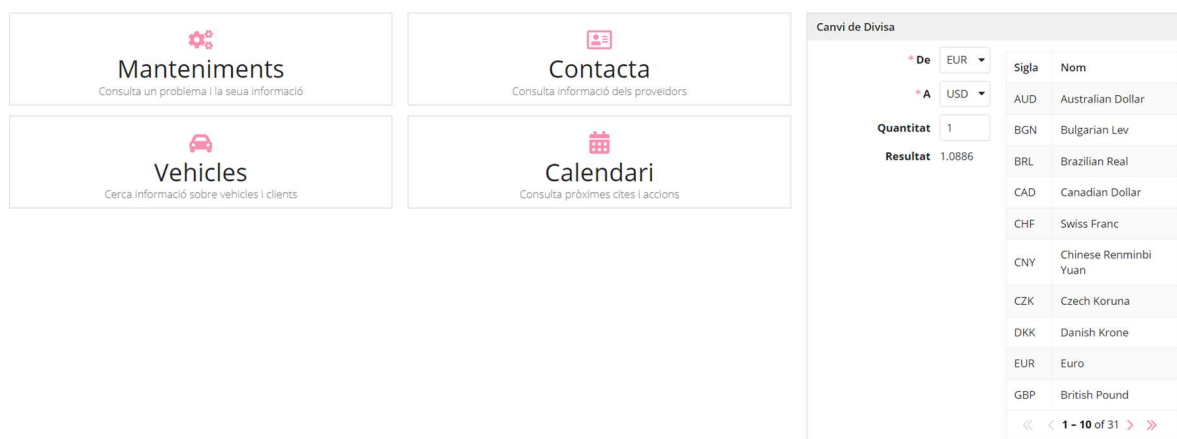 Manteniments
Consulta un problema i la seua informació
Contacta
Consulta informació dels proveïdors
Vehicles
Cerca informació sobre vehicles i clients
Calendari
Consulta pròximes cites i accions
Canvi de Divisa
* De EUR
* A USD
Quantitat 1
Resultat 1.0886
Sigla Nom
AUD Australian Dollar
BGN Bulgarian Lev
BRL Brazilian Real
CAD Canadian Dollar
CHF Swiss Franc
CNY Chinese Renminbi
Yuan
CZK Czech Koruna
DKK Danish Krone
EUR Euro
GBP British Pound
1 – 10 of 31